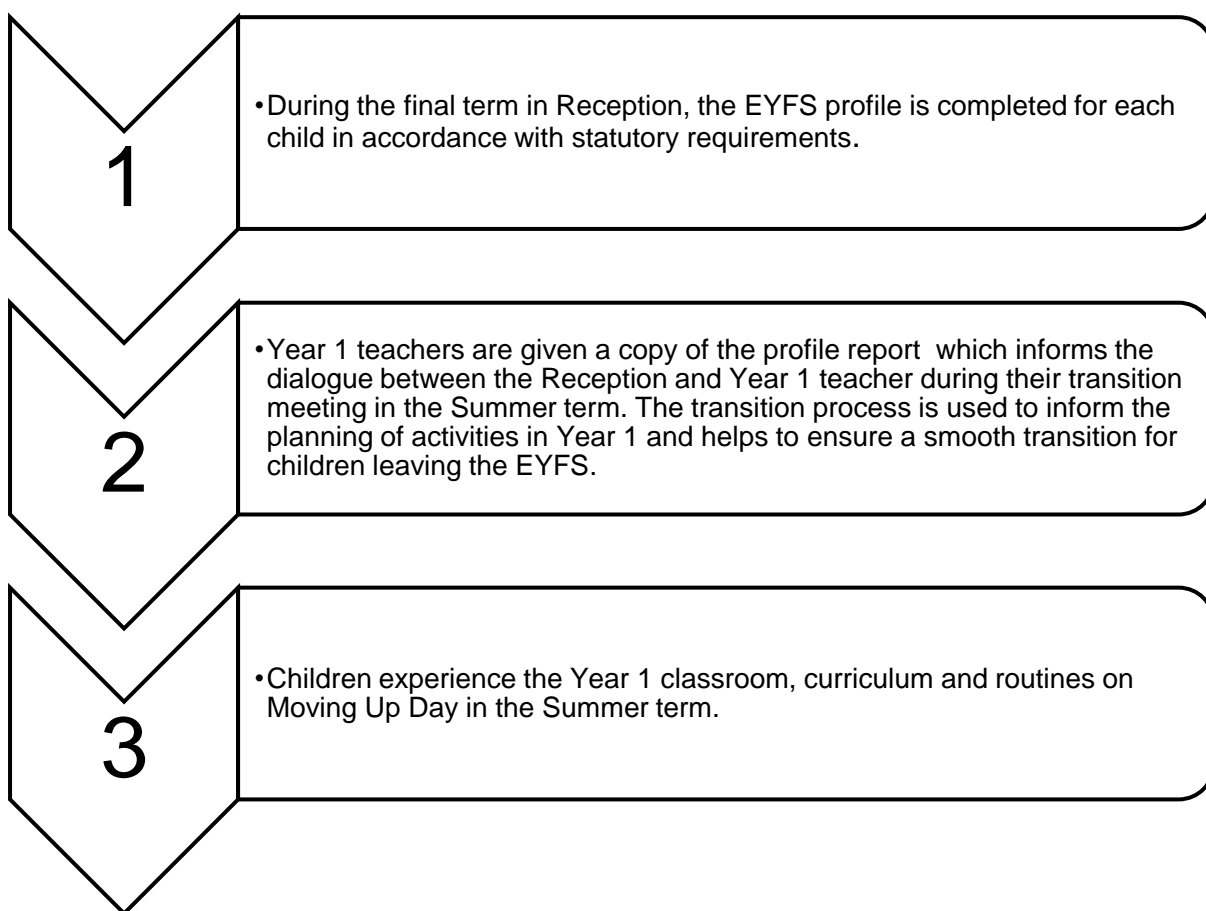 1
•During the final term in Reception, the EYFS profile is completed for each
child in accordance with statutory requirements.
2
•Year 1 teachers are given a copy of the profile report  which informs the
dialogue between the Reception and Year 1 teacher during their transition
meeting in the Summer term. The transition process is used to inform the
planning of activities in Year 1 and helps to ensure a smooth transition for
children leaving the EYFS.
3
•Children experience the Year 1 classroom, curriculum and routines on
Moving Up Day in the Summer term.